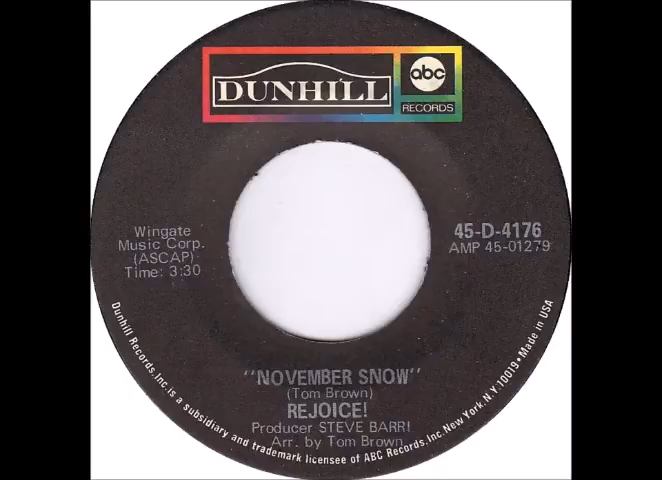 DUNHILL
abc
RECORDS
Wingate
Music Corp.
(ASCAP)
Time: 3:30
45-D-4176
AMP 45-01279
"NOVEMBER SNOW"
(Tom Brown)
REJOICE!
Producer STEVE BARRI
Arr. by Tom Brown
Dunhill Records, Inc. is a subsidiary and trademark licensee of ABC Records, Inc. New York, N.Y. 10019 • Made in USA